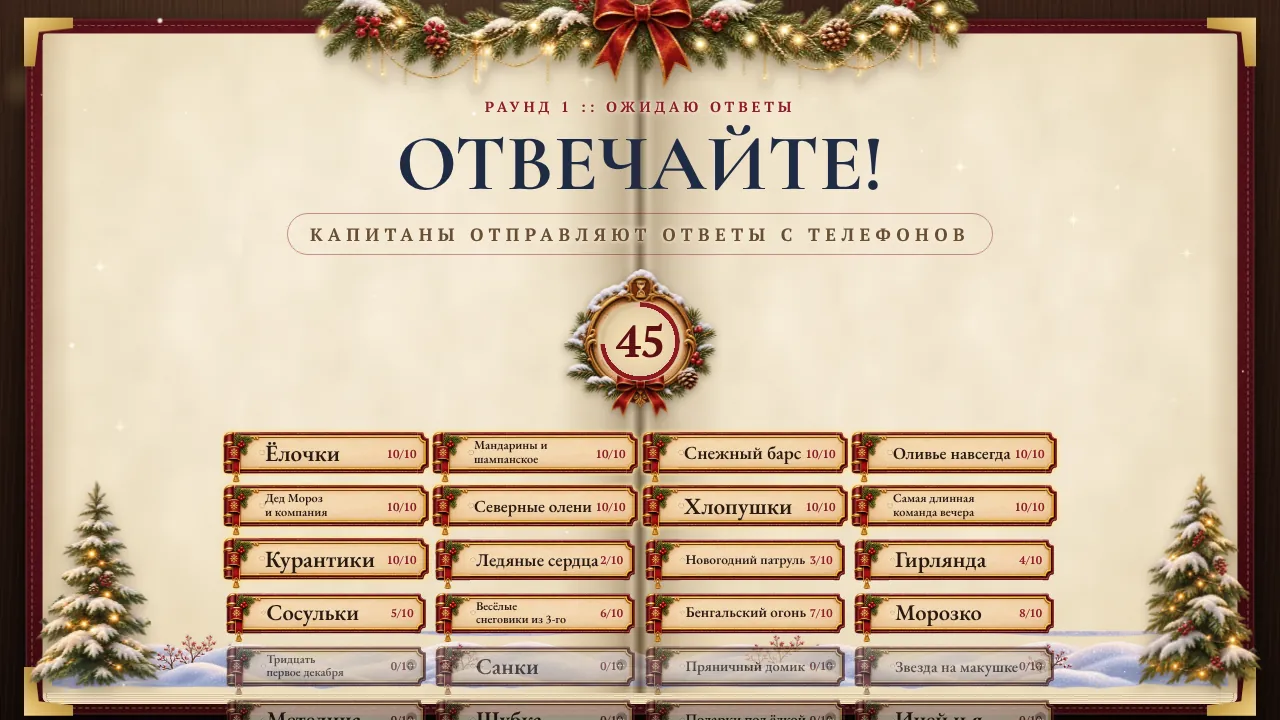 РАУНД 1 :: ОЖИДАЮ ОТВЕТЫ
ОТВЕЧАЙТЕ!
КАПИТАНЫ ОТПРАВЛЯЮТ ОТВЕТЫ С ТЕЛЕФОНОВ
45
Ёлочки 10/10
Мандарины и
шампанское 10/10
Снежный барс 10/10
Оливье навсегда 10/10
Дед Мороз
и компания 10/10
Северные олени 10/10
Хлопушки 10/10
Самая длинная
команда вечера 10/10
Курантики 10/10
Ледяные сердца 2/10
Новогодний патруль 3/10
Гирлянда 4/10
Сосульки 5/10
Весёлые
снеговики из 3-го 6/10
Бенгальский огонь 7/10
Морозко 8/10
Тридцать
первое декабря 0/10
Санки 0/10
Пряничный домик 0/10
Звезда на макушке 0/10